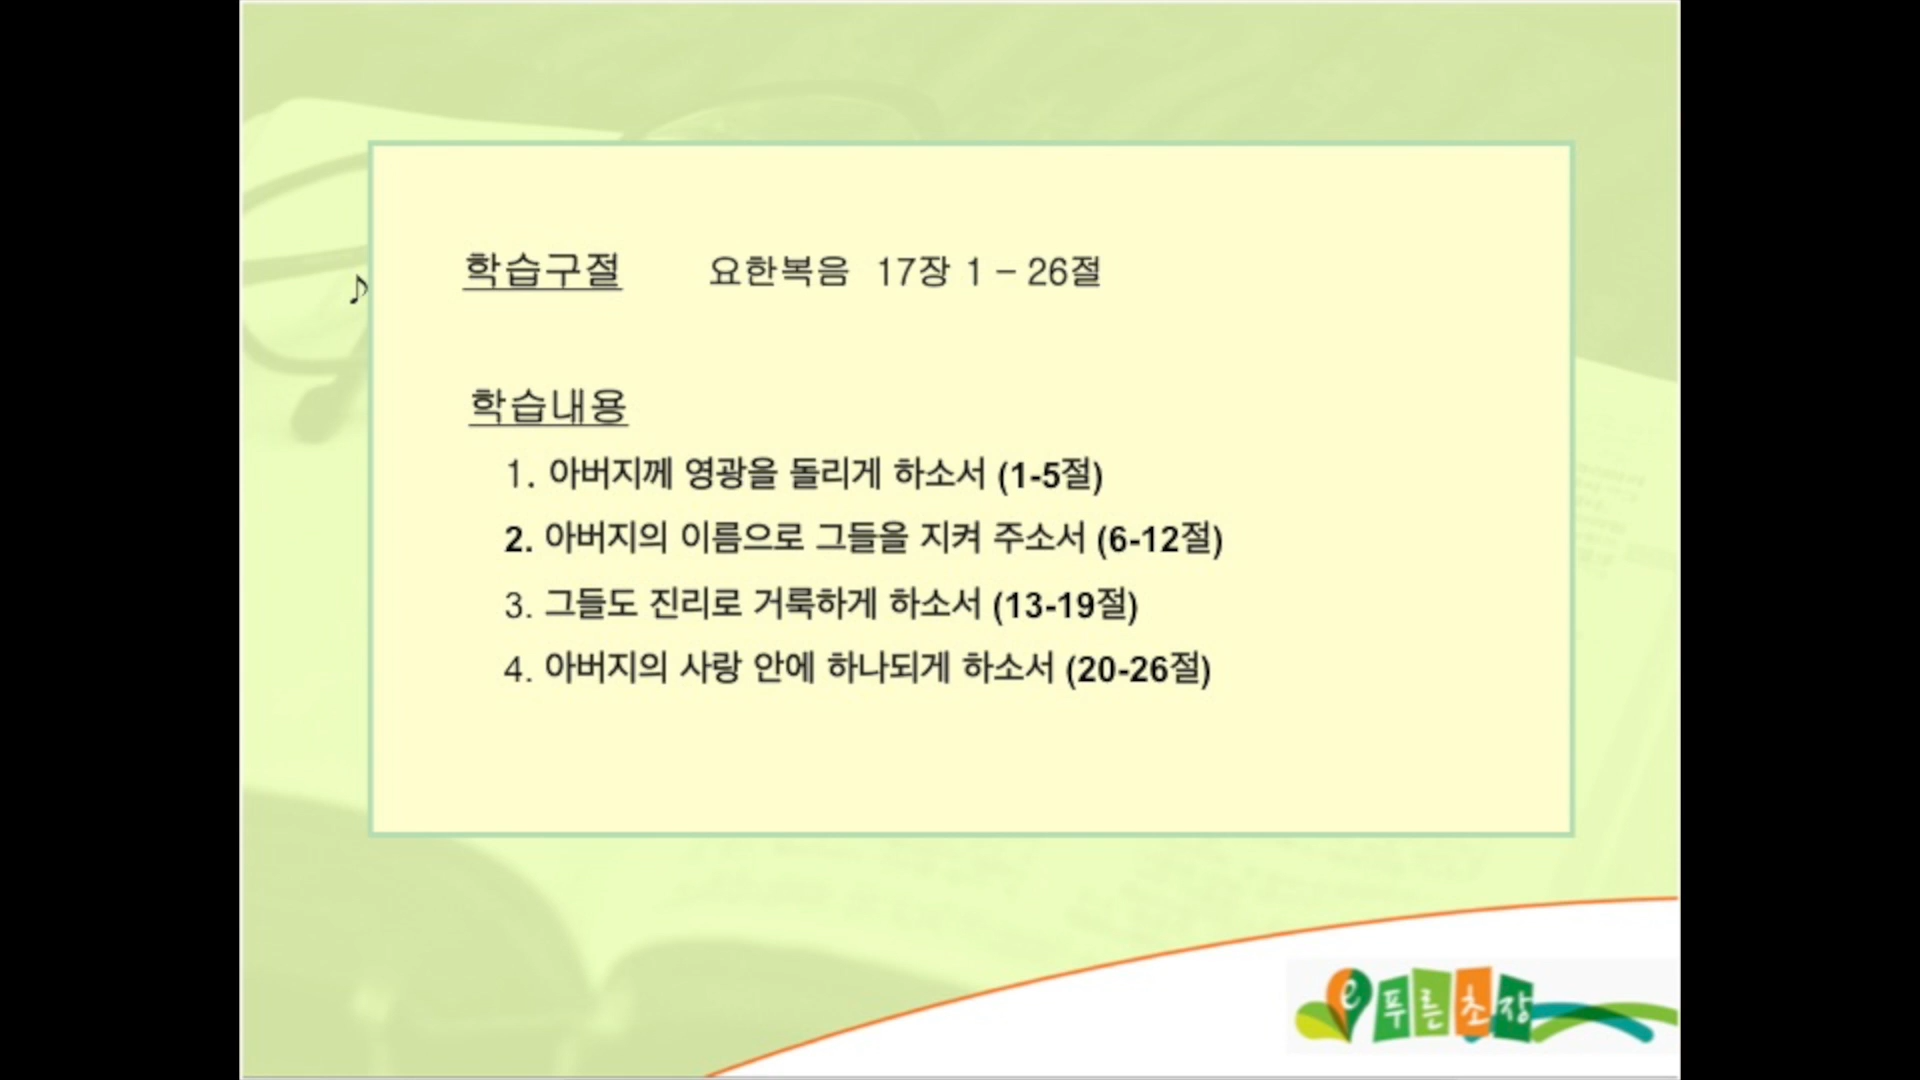 학습구절 요한복음 17장 1 – 26절
♪
학습내용
1. 아버지께 영광을 돌리게 하소서 (1-5절)
2. 아버지의 이름으로 그들을 지켜 주소서 (6-12절)
3. 그들도 진리로 거룩하게 하소서 (13-19절)
4. 아버지의 사랑 안에 하나되게 하소서 (20-26절)
e 푸른초장